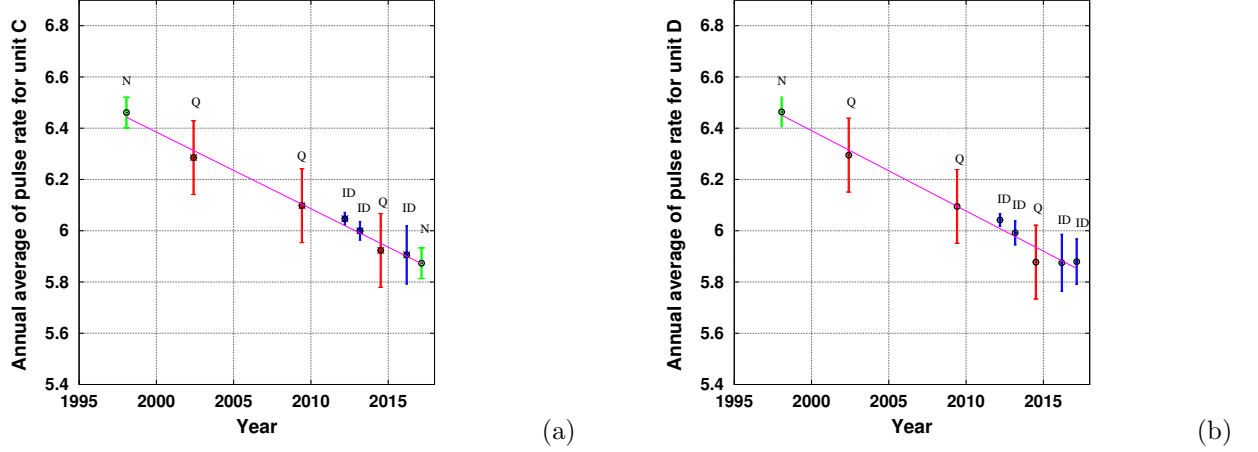 Annual average of pulse rate for unit C
6.8
6.6
6.4
6.2
6
5.8
5.6
5.4
N
Q
Q
ID
ID
Q
ID
N
1995 2000 2005 2010 2015
Year
(a)
Annual average of pulse rate for unit D
6.8
6.6
6.4
6.2
6
5.8
5.6
5.4
N
Q
Q
ID
ID
Q
ID
ID
1995 2000 2005 2010 2015
Year
(b)